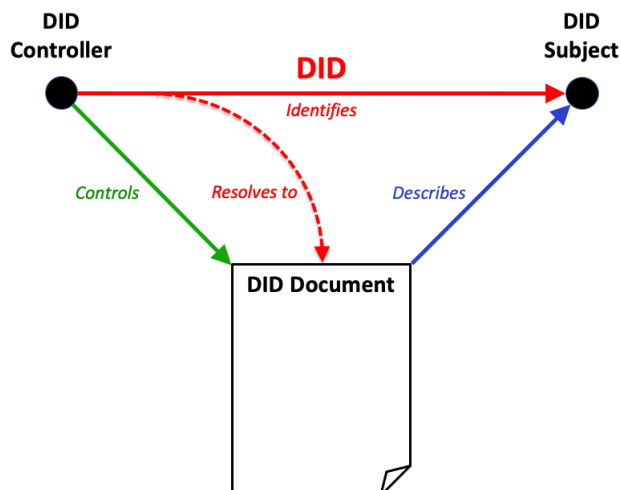 DID
Controller
DID
Subject
DID
Identifies
Controls
Resolves to
Describes
DID Document